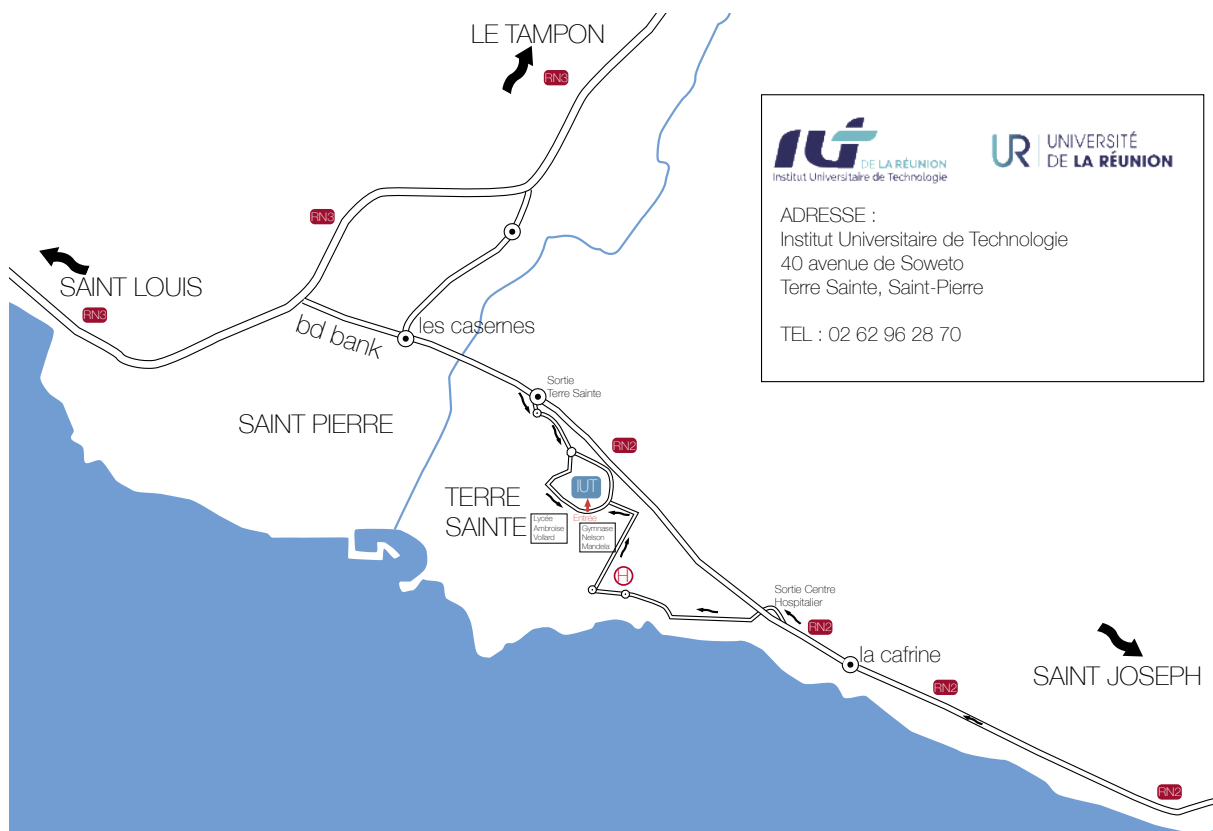 LE TAMPON
RN3
IUT
DE LA RÉUNION
Institut Universitaire de Technologie
UR
UNIVERSITÉ
DE LA RÉUNION
ADRESSE :
Institut Universitaire de Technologie
40 avenue de Soweto
Terre Sainte, Saint-Pierre
TEL : 02 62 96 28 70
RN3
SAINT LOUIS
RN3
bd bank
les casernes
Sortie
Terre Sainte
SAINT PIERRE
RN2
TERRE
SAINTE
IUT
Entrée
Lycée
Ambroise
Vollard
Gymnase
Nelson
Mandela
H
Sortie Centre
Hospitalier
RN2
la cafrine
SAINT JOSEPH
RN2
RN2